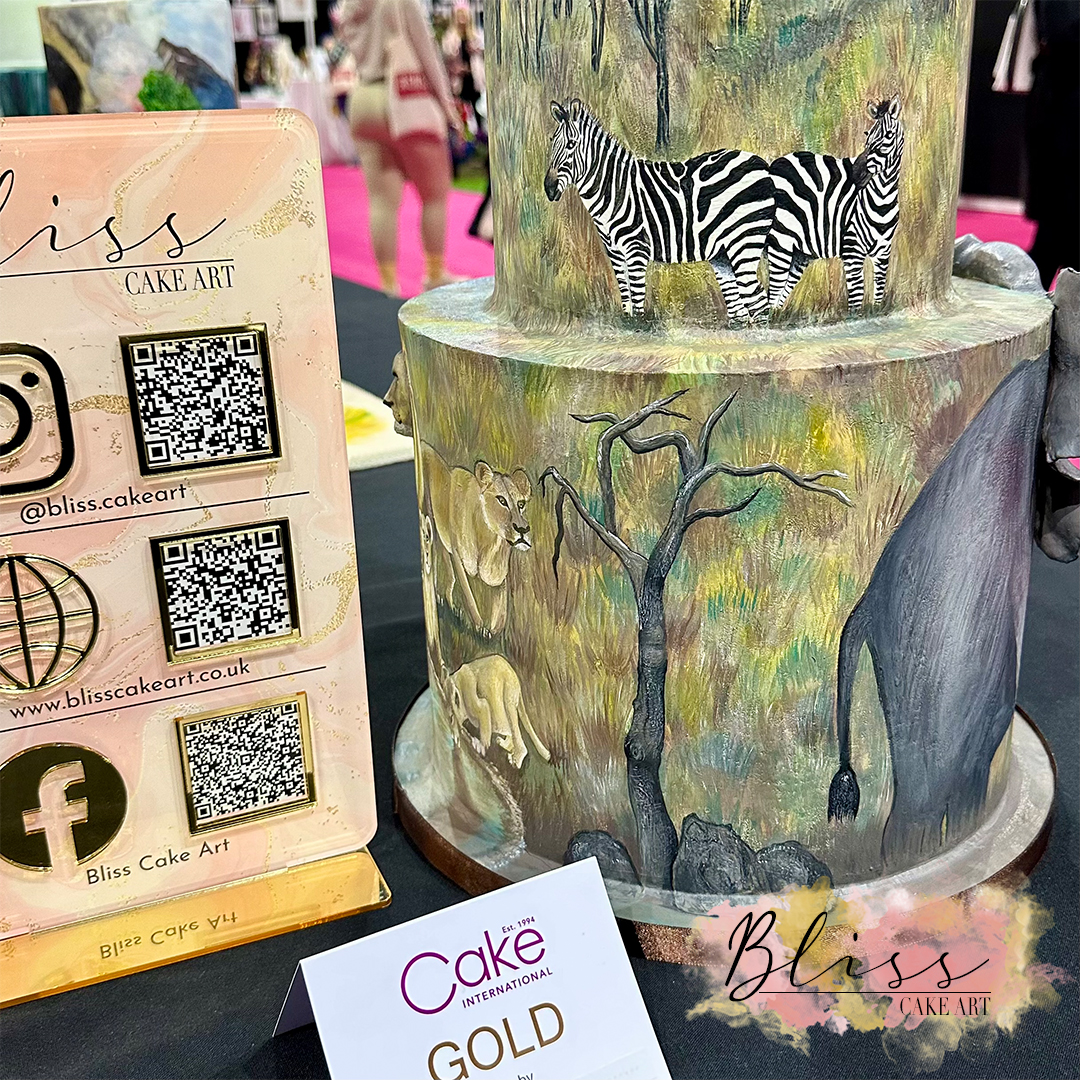 liss
CAKE ART
@bliss.cakeart
www.blisscakeart.co.uk
Bliss Cake Art
Bliss Cake Art
Est. 1994
Cake
INTERNATIONAL
GOLD
by
Bliss
CAKE ART